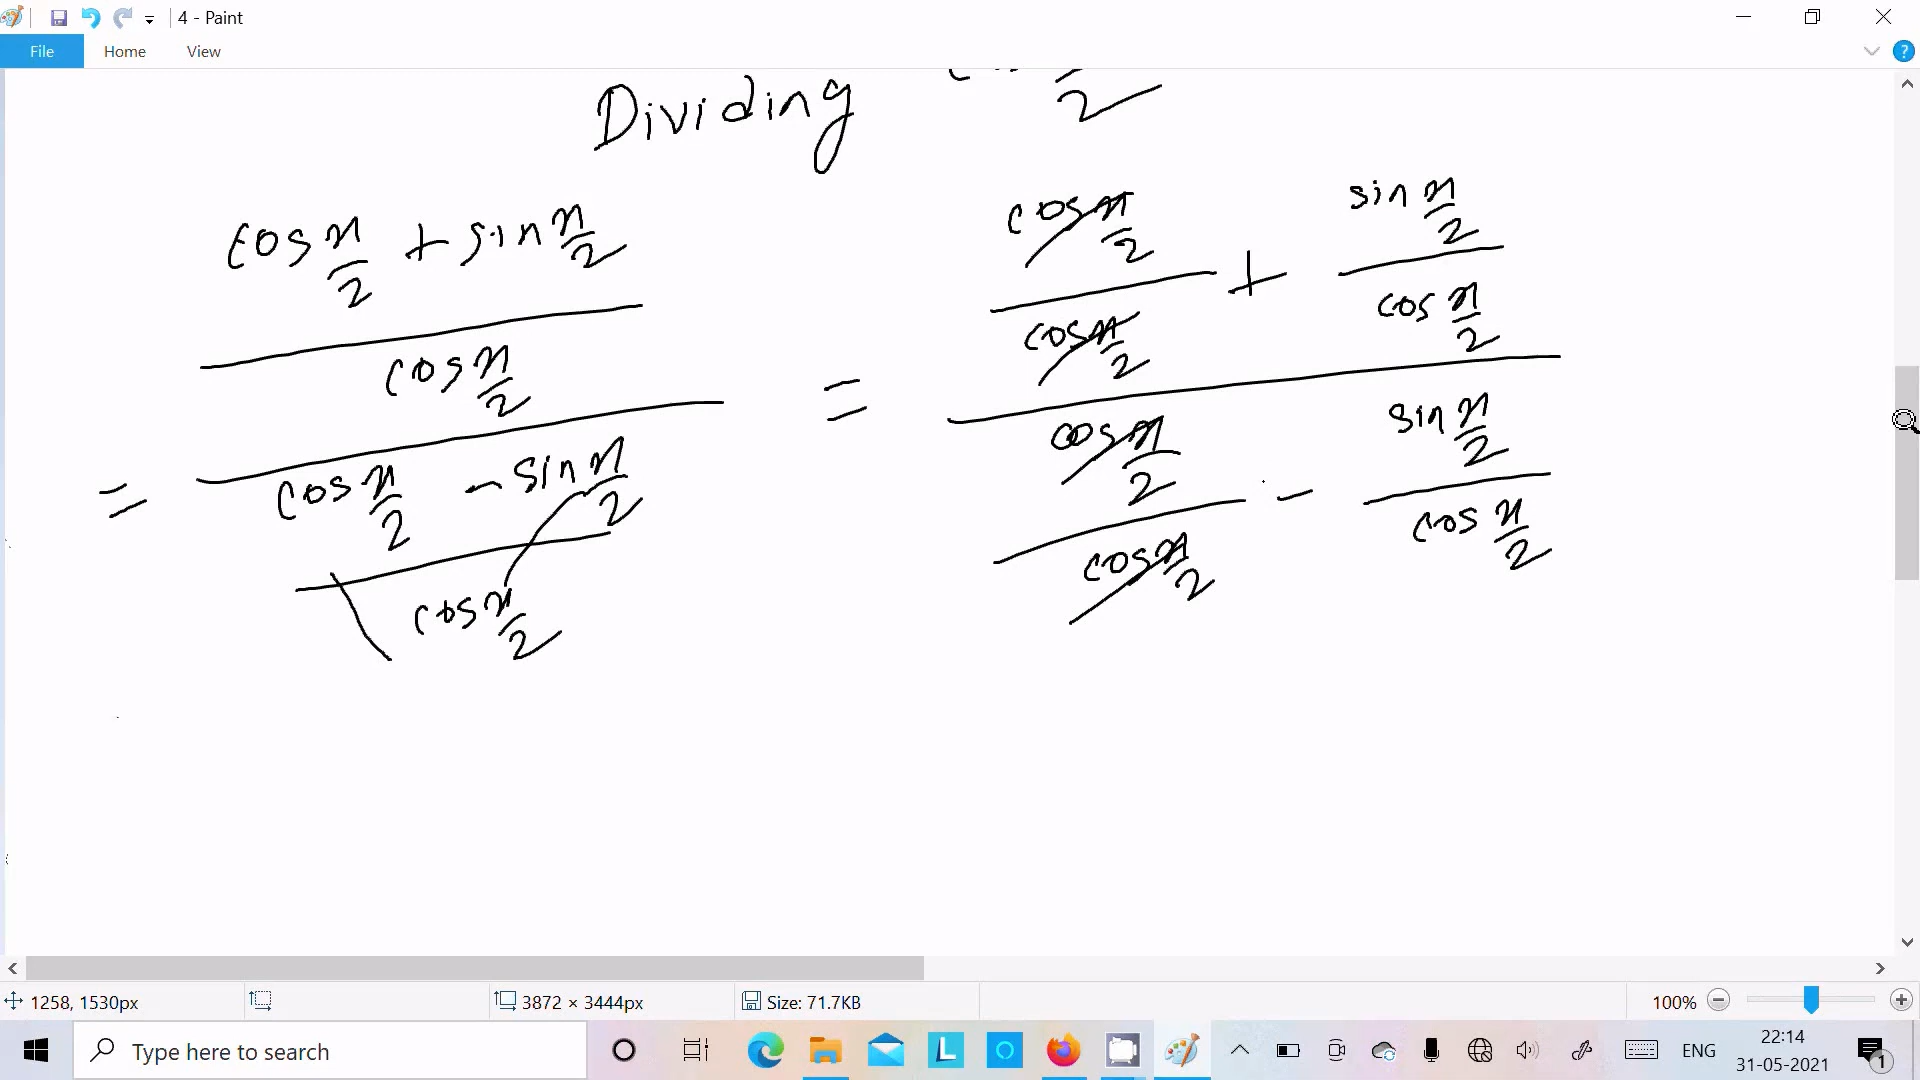 4 - Paint
File Home View
Dividing
cos x/2 + sin x/2
cos x/2
= cos x/2 - sin x/2
cos x/2
=
cos x/2 + sin x/2
cos x/2 cos x/2
cos x/2 - sin x/2
cos x/2 cos x/2
1258, 1530px 3872 × 3444px Size: 71.7KB 100%
Type here to search
L
ENG
22:14
31-05-2021
1